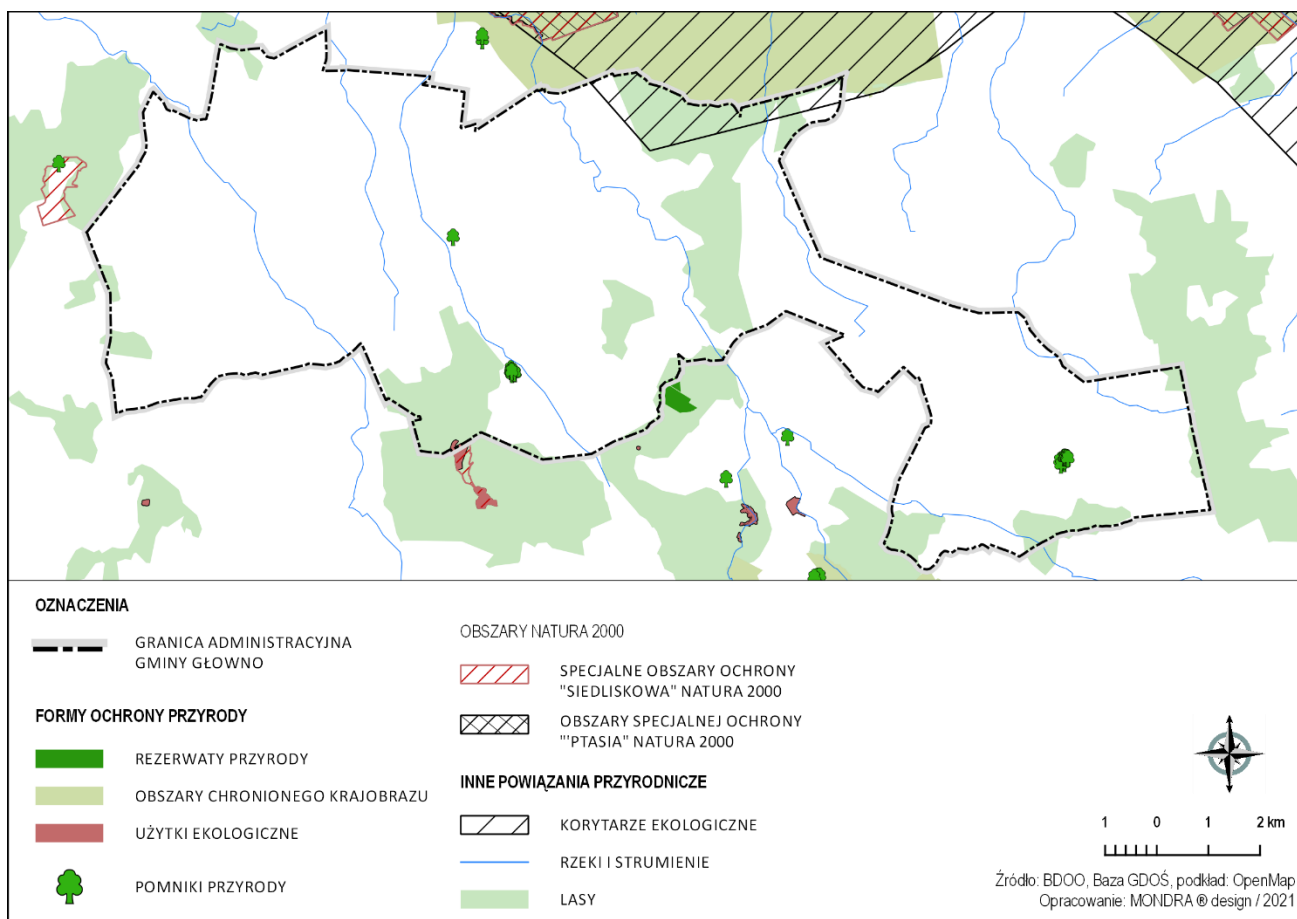 OZNACZENIA
GRANICA ADMINISTRACYJNA
GMINY GŁOWNO
FORMY OCHRONY PRZYRODY
REZERWATY PRZYRODY
OBSZARY CHRONIONEGO KRAJOBRAZU
UŻYTKI EKOLOGICZNE
POMNIKI PRZYRODY
OBSZARY NATURA 2000
SPECJALNE OBSZARY OCHRONY
"SIEDLISKOWA" NATURA 2000
OBSZARY SPECJALNEJ OCHRONY
"'PTASIA" NATURA 2000
INNE POWIĄZANIA PRZYRODNICZE
KORYTARZE EKOLOGICZNE
RZEKI I STRUMIENIE
LASY
1 0 1 2 km
Źródło: BDOO, Baza GDOŚ, podkład: OpenMap
Opracowanie: MONDRA ® design / 2021